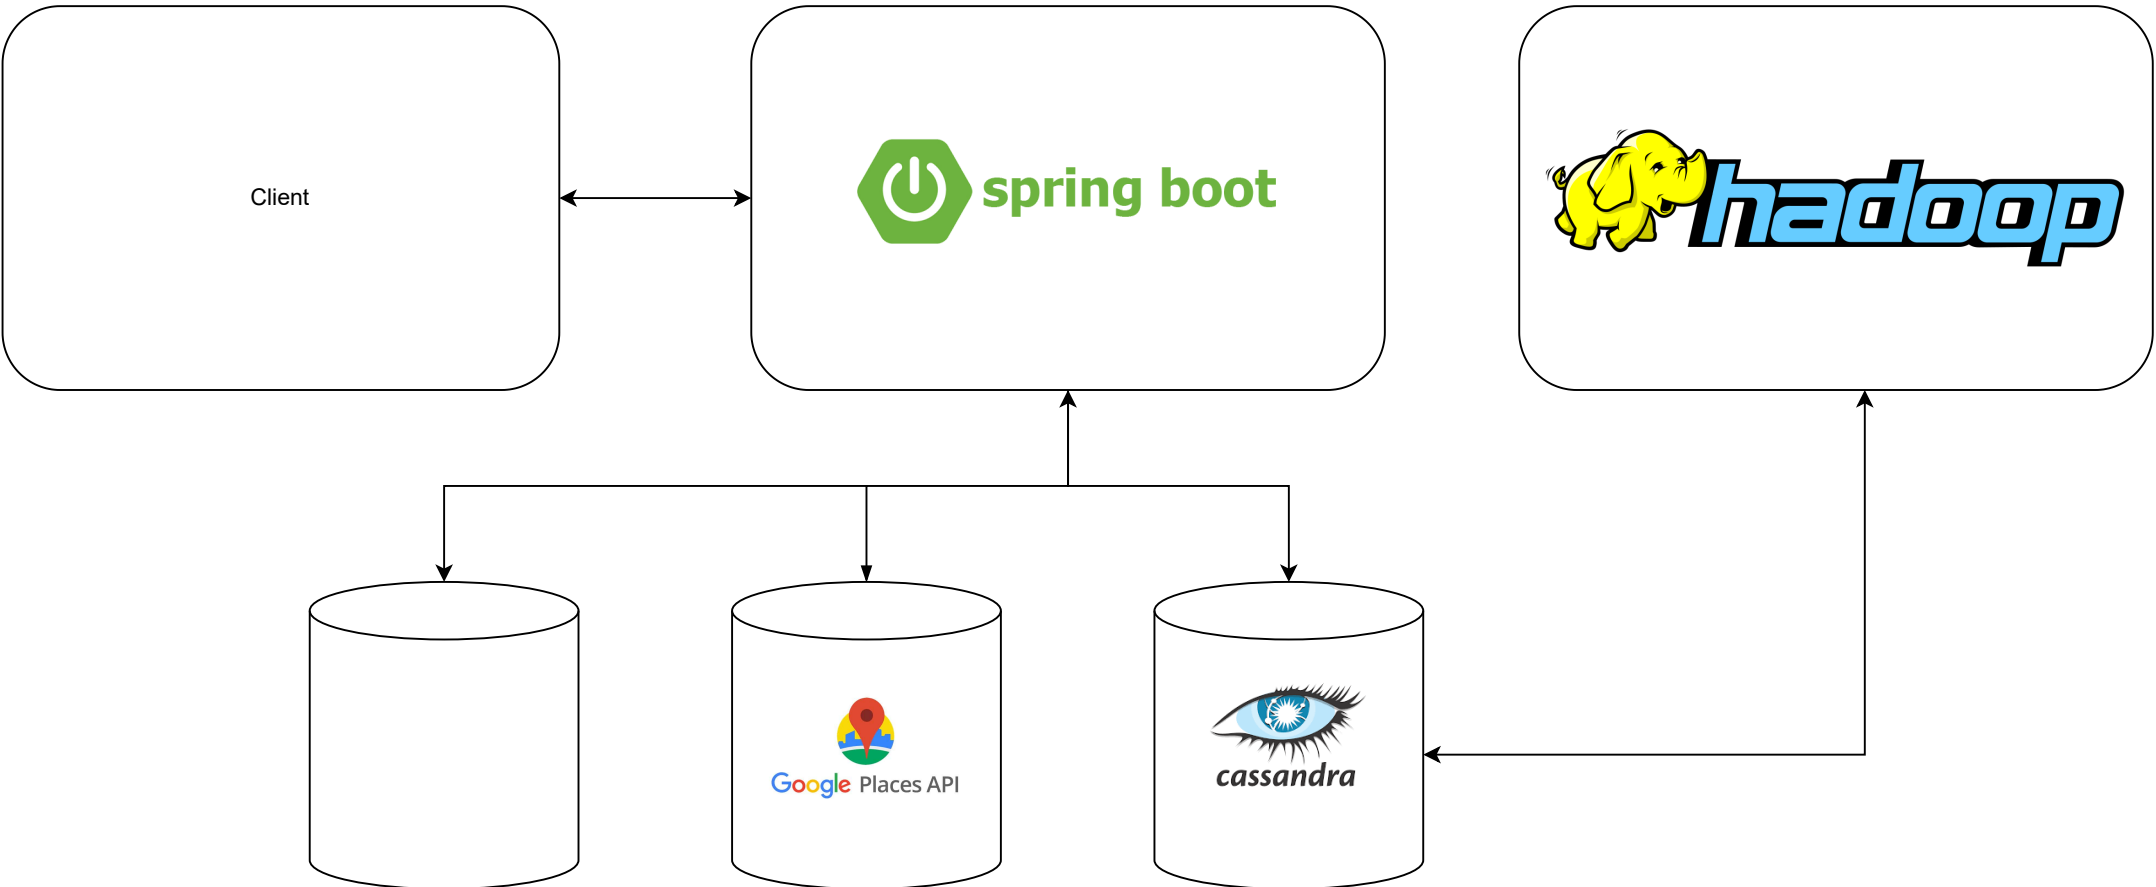 Client
spring boot
hadoop
Google Places API
cassandra